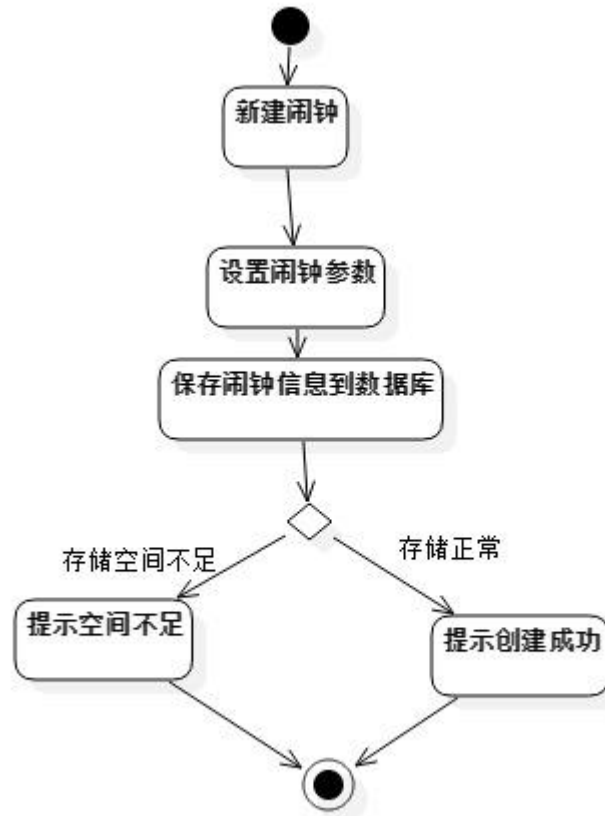 新建闹钟
设置闹钟参数
保存闹钟信息到数据库
存储空间不足
存储正常
提示空间不足
提示创建成功